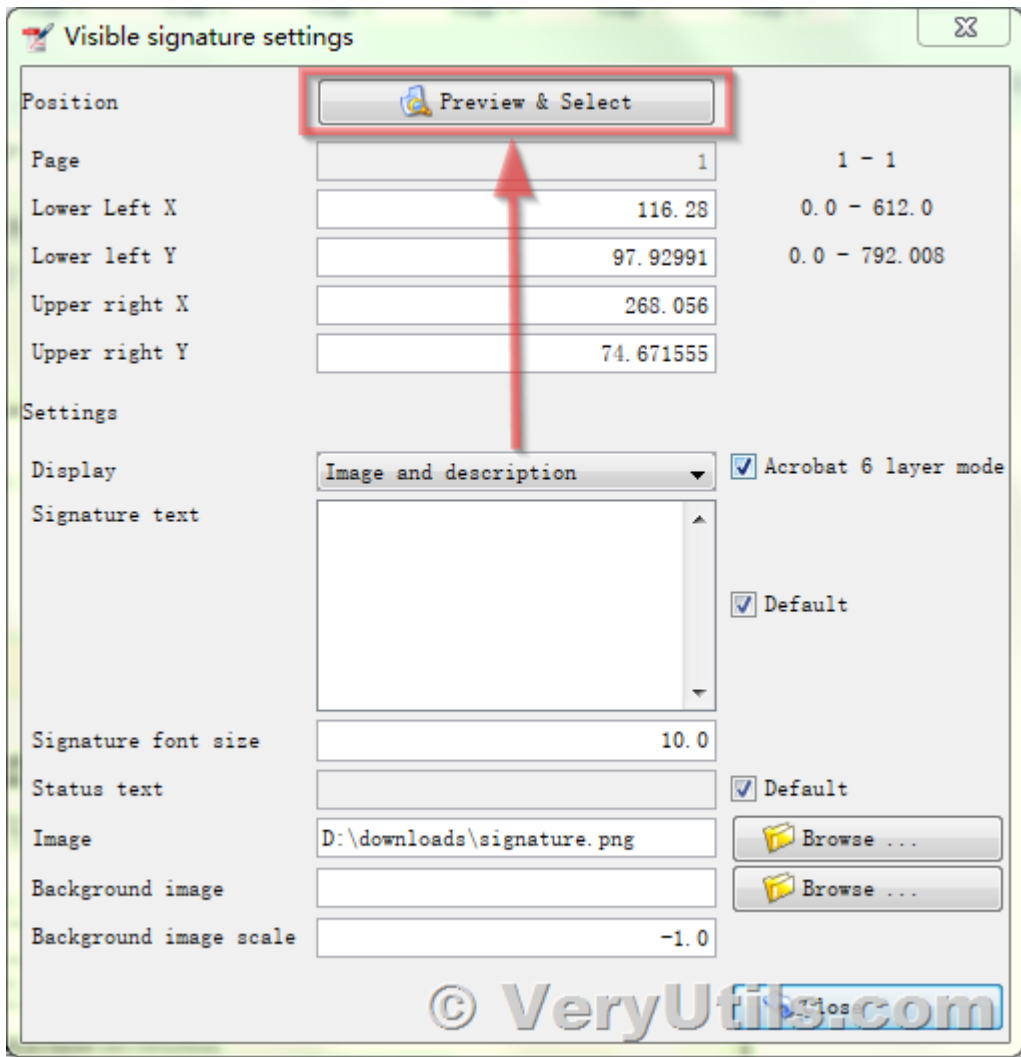 Visible signature settings
Position Preview & Select
Page 1 1 - 1
Lower Left X 116.28 0.0 - 612.0
Lower left Y 97.92991 0.0 - 792.008
Upper right X 268.056
Upper right Y 74.671555
Settings
Display Image and description Acrobat 6 layer mode
Signature text
Default
Signature font size 10.0
Status text Default
Image D:\downloads\signature.png Browse ...
Background image Browse ...
Background image scale -1.0
Close
© VeryUtils.com